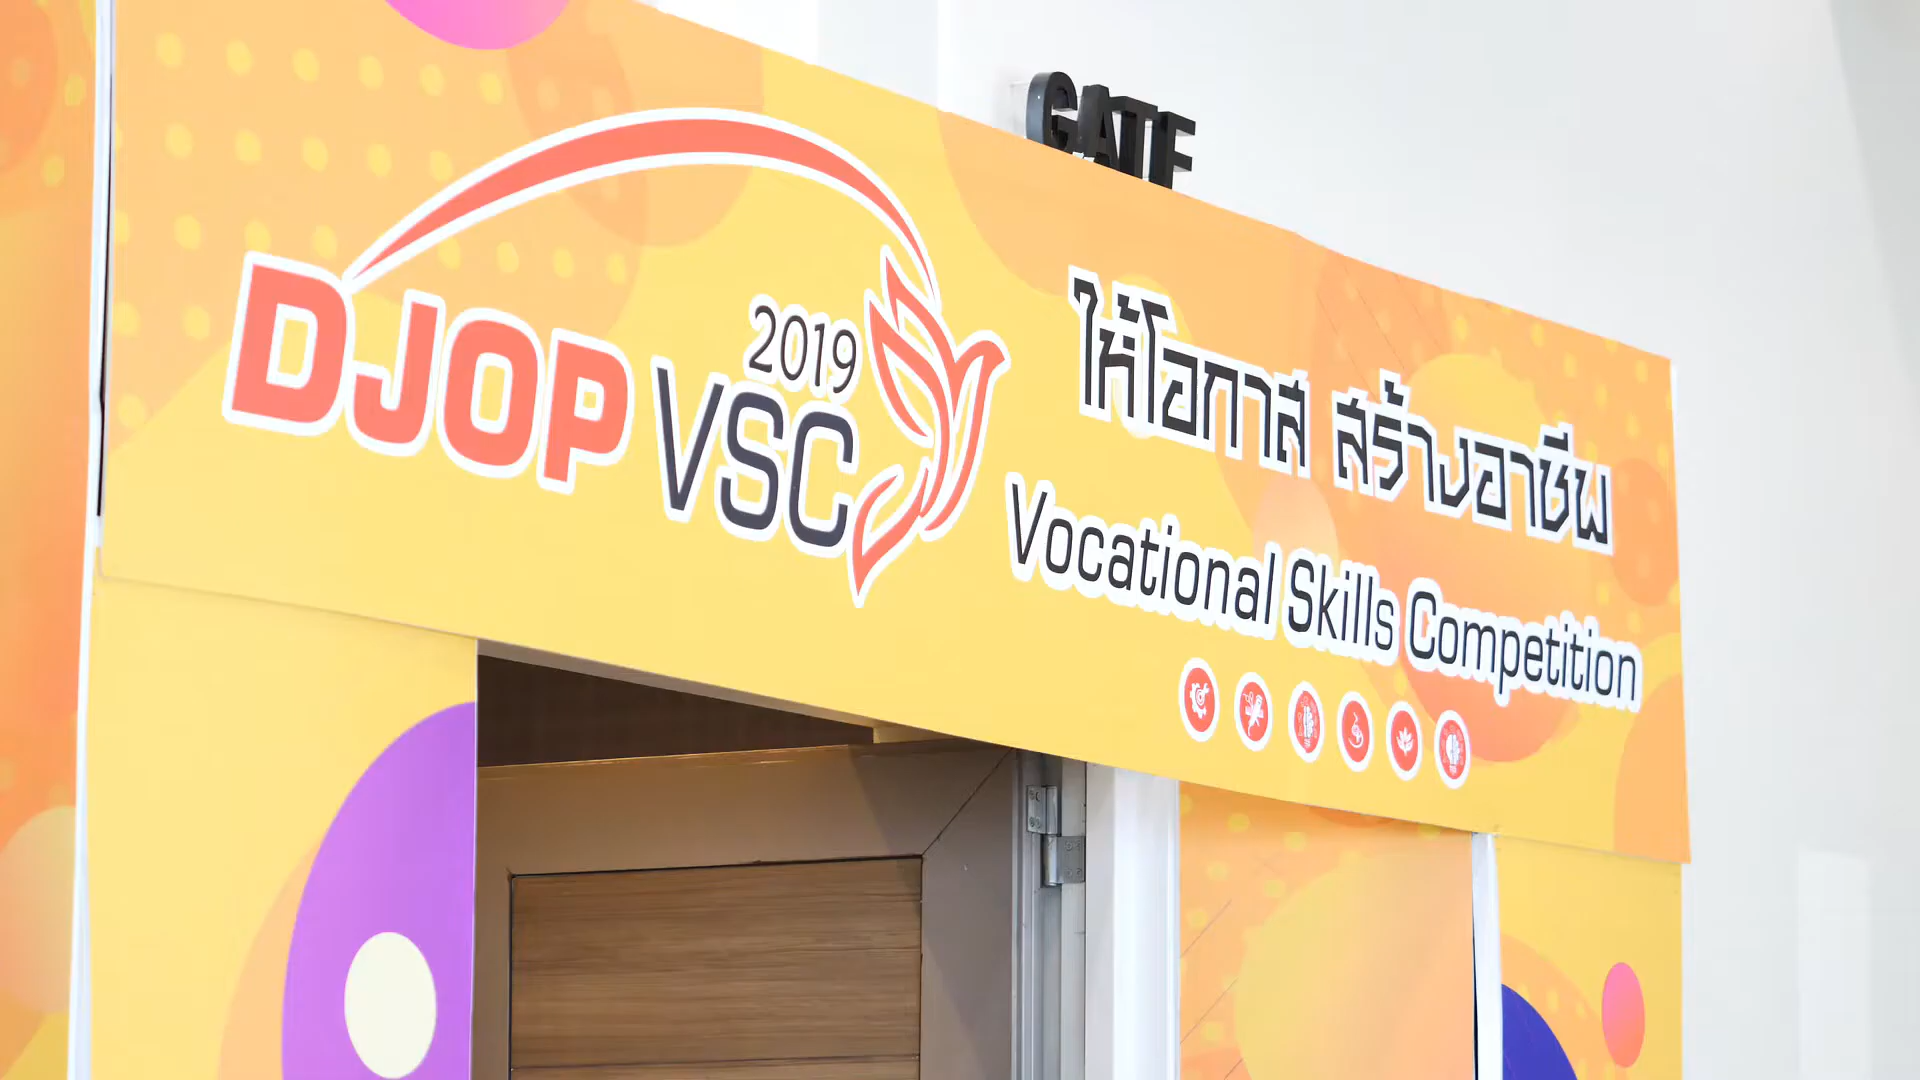 GATE
DJOP VSC 2019
ให้โอกาส สร้างอาชีพ
Vocational Skills Competition